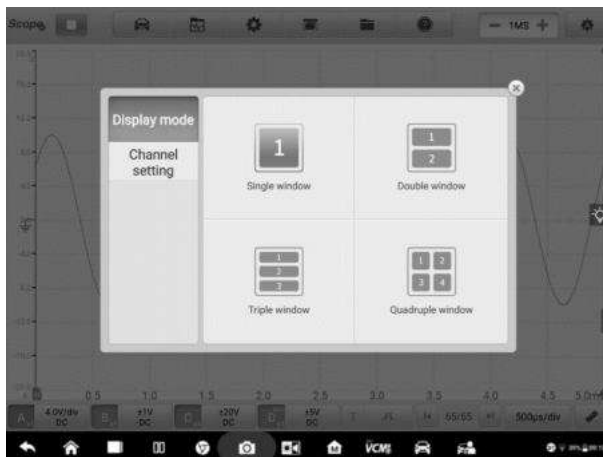 Scope
1MS
Display mode
Channel
setting
1
Single window
1
2
Double window
1
2
3
Triple window
1 2
3 4
Quadruple window
0.5 1.0 1.5 2.0 2.5 3.0 3.5 4.0 4.5 5.0
A 4.0V/div
DC
B ±1V
DC
C ±20V
DC
D ±5V
DC
65/65
500µs/div
VCMI